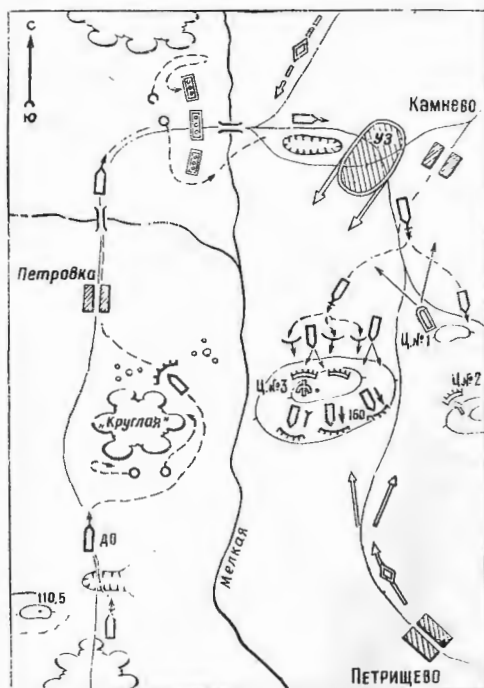 С
Ю
Камнево
УЗ
Петровка
Ц.№1
Ц.№2
Ц.№3
160
"Круглая"
ДО
Мелкая
110,5
Петрищево